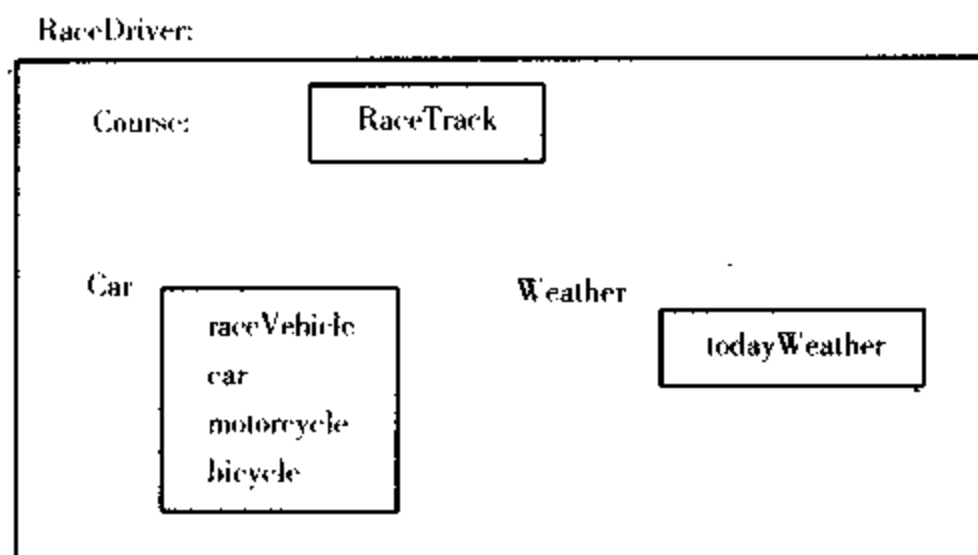 RaceDriver:
Course: RaceTrack
Car
Weather
raceVehicle
todayWeather
car
motorcycle
bicycle